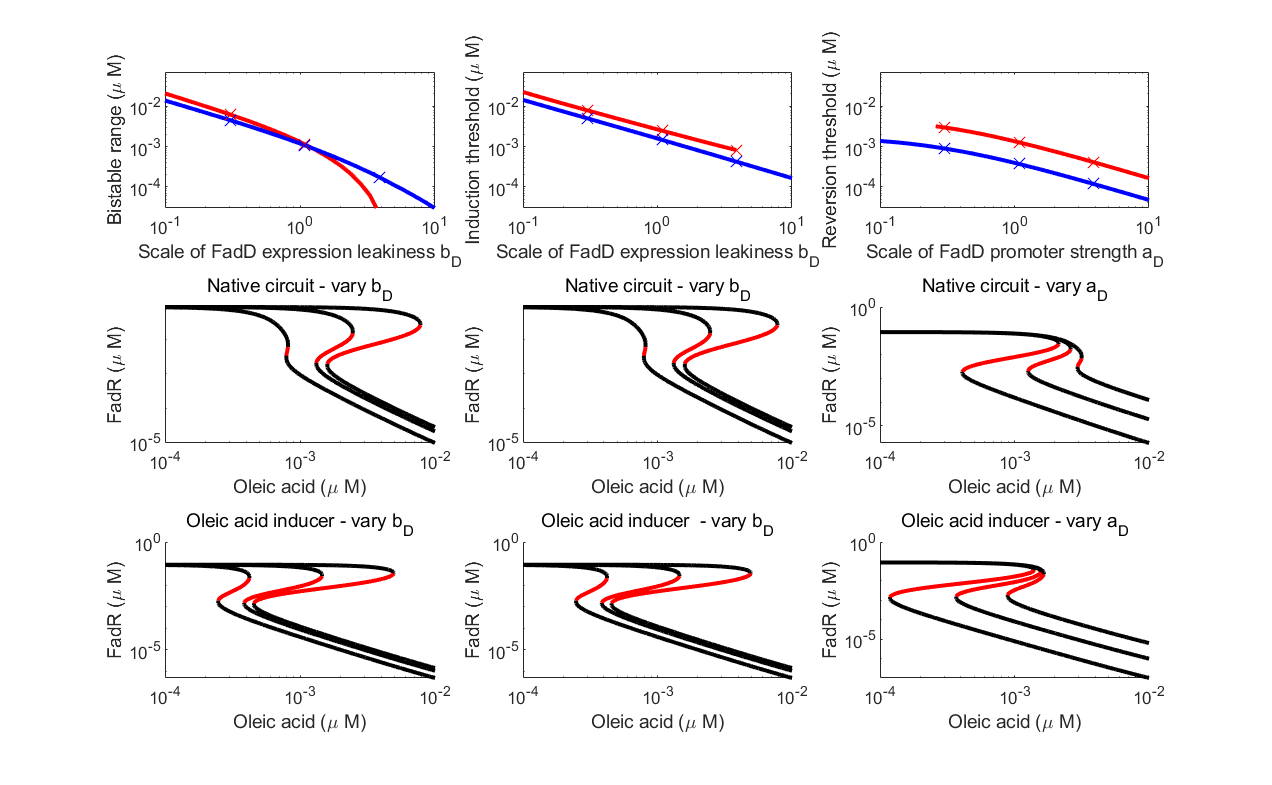 Bistable range (μ M)
10^-2
10^-3
10^-4
10^-1 10^0 10^1
Scale of FadD expression leakiness b_D
Induction threshold (μ M)
10^-2
10^-3
10^-4
10^-1 10^0 10^1
Scale of FadD expression leakiness b_D
Reversion threshold (μ M)
10^-2
10^-3
10^-4
10^-1 10^0 10^1
Scale of FadD promoter strength a_D
Native circuit - vary b_D
FadR (μ M)
10^-5
10^-4 10^-3 10^-2
Oleic acid (μ M)
Native circuit - vary b_D
FadR (μ M)
10^-5
10^-4 10^-3 10^-2
Oleic acid (μ M)
Native circuit - vary a_D
FadR (μ M)
10^0
10^-5
10^-4 10^-3 10^-2
Oleic acid (μ M)
Oleic acid inducer - vary b_D
FadR (μ M)
10^0
10^-5
10^-4 10^-3 10^-2
Oleic acid (μ M)
Oleic acid inducer  - vary b_D
FadR (μ M)
10^0
10^-5
10^-4 10^-3 10^-2
Oleic acid (μ M)
Oleic acid inducer - vary a_D
FadR (μ M)
10^0
10^-5
10^-4 10^-3 10^-2
Oleic acid (μ M)